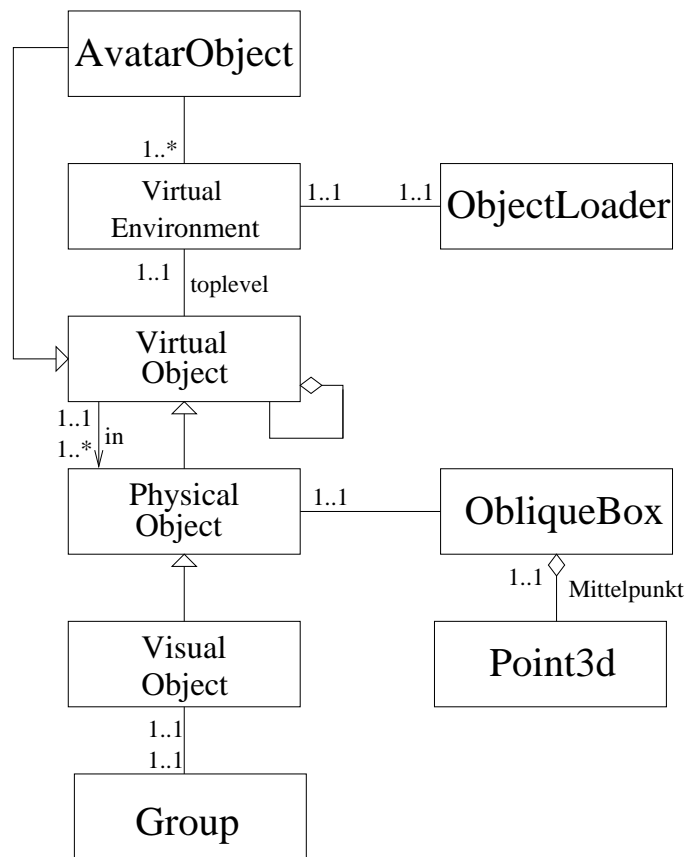 AvatarObject
1..*
Virtual
Environment
1..1
1..1
ObjectLoader
1..1
toplevel
Virtual
Object
1..1
1..*
in
Physical
Object
1..1
ObliqueBox
1..1
Mittelpunkt
Visual
Object
Point3d
1..1
1..1
Group